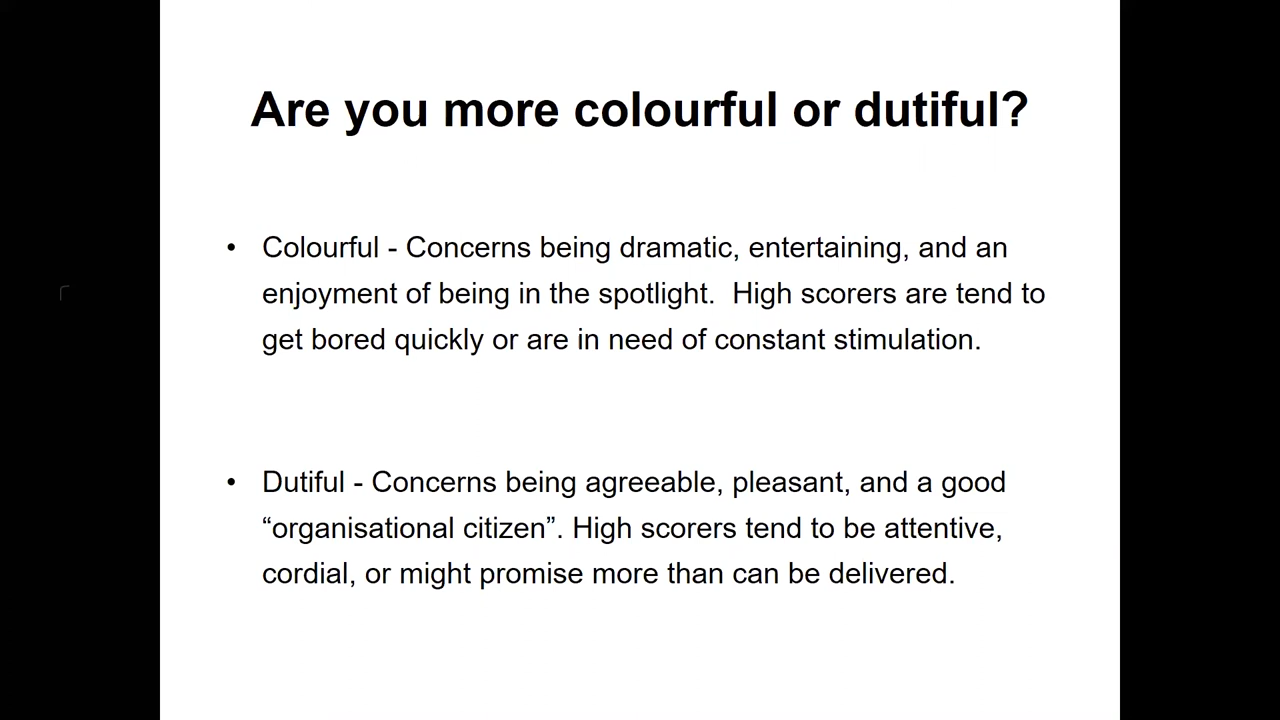 Are you more colourful or dutiful?
• Colourful - Concerns being dramatic, entertaining, and an
enjoyment of being in the spotlight.  High scorers are tend to
get bored quickly or are in need of constant stimulation.
• Dutiful - Concerns being agreeable, pleasant, and a good
“organisational citizen”. High scorers tend to be attentive,
cordial, or might promise more than can be delivered.